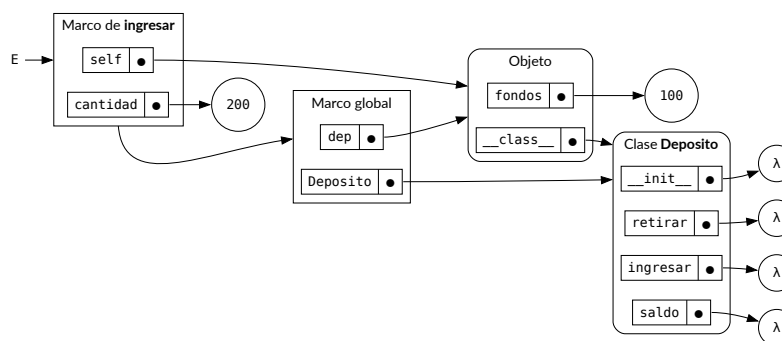 Marco de ingresar
E
self
cantidad
200
Marco global
dep
Deposito
Objeto
fondos
__class__
100
Clase Deposito
__init__
retirar
ingresar
saldo
λ
λ
λ
λ